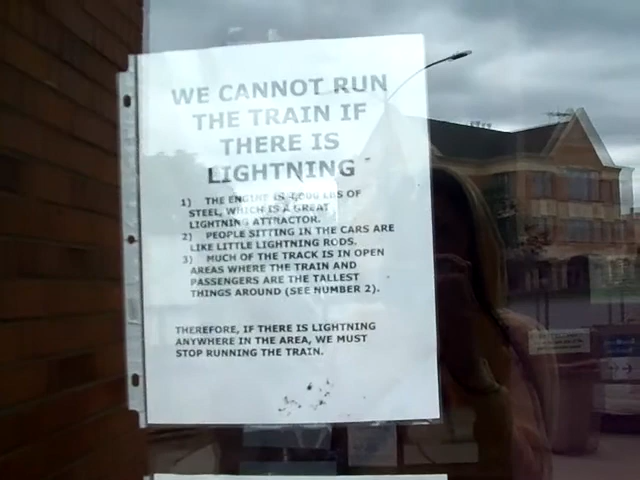 WE CANNOT RUN
THE TRAIN IF
THERE IS
LIGHTNING
1) THE ENGINE IS LBS OF
STEEL, WHICH IS A GREAT
LIGHTNING ATTRACTOR.
2) PEOPLE SITTING IN THE CARS ARE
LIKE LITTLE LIGHTNING RODS.
3) MUCH OF THE TRACK IS IN OPEN
AREAS WHERE THE TRAIN AND
PASSENGERS ARE THE TALLEST
THINGS AROUND (SEE NUMBER 2).
THEREFORE, IF THERE IS LIGHTNING
ANYWHERE IN THE AREA, WE MUST
STOP RUNNING THE TRAIN.